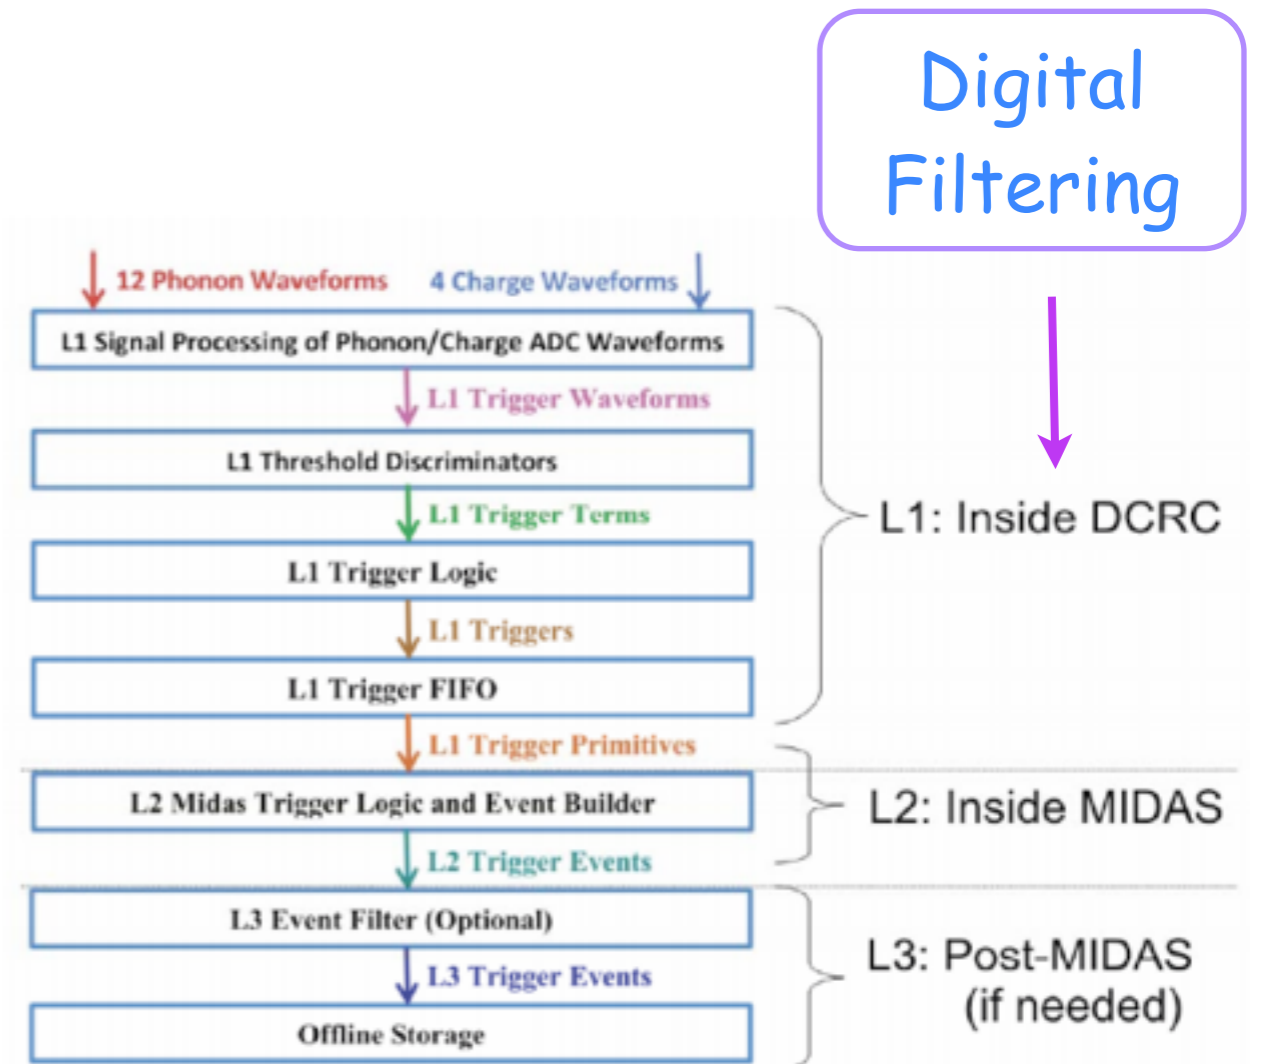 Digital
Filtering
12 Phonon Waveforms
4 Charge Waveforms
L1 Signal Processing of Phonon/Charge ADC Waveforms
L1 Trigger Waveforms
L1 Threshold Discriminators
L1 Trigger Terms
L1: Inside DCRC
L1 Trigger Logic
L1 Triggers
L1 Trigger FIFO
L1 Trigger Primitives
L2 Midas Trigger Logic and Event Builder
L2: Inside MIDAS
L2 Trigger Events
L3 Event Filter (Optional)
L3: Post-MIDAS
(if needed)
L3 Trigger Events
Offline Storage